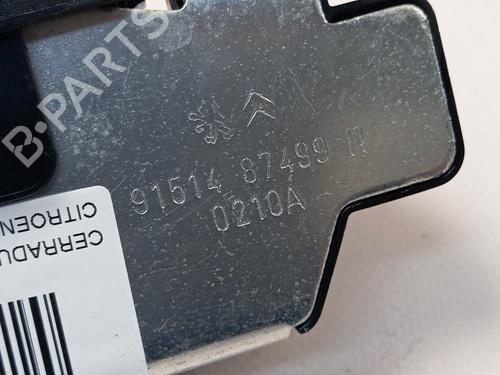 B-PARTS
91514 87499-A
0210A
CERRADU
CITROEN